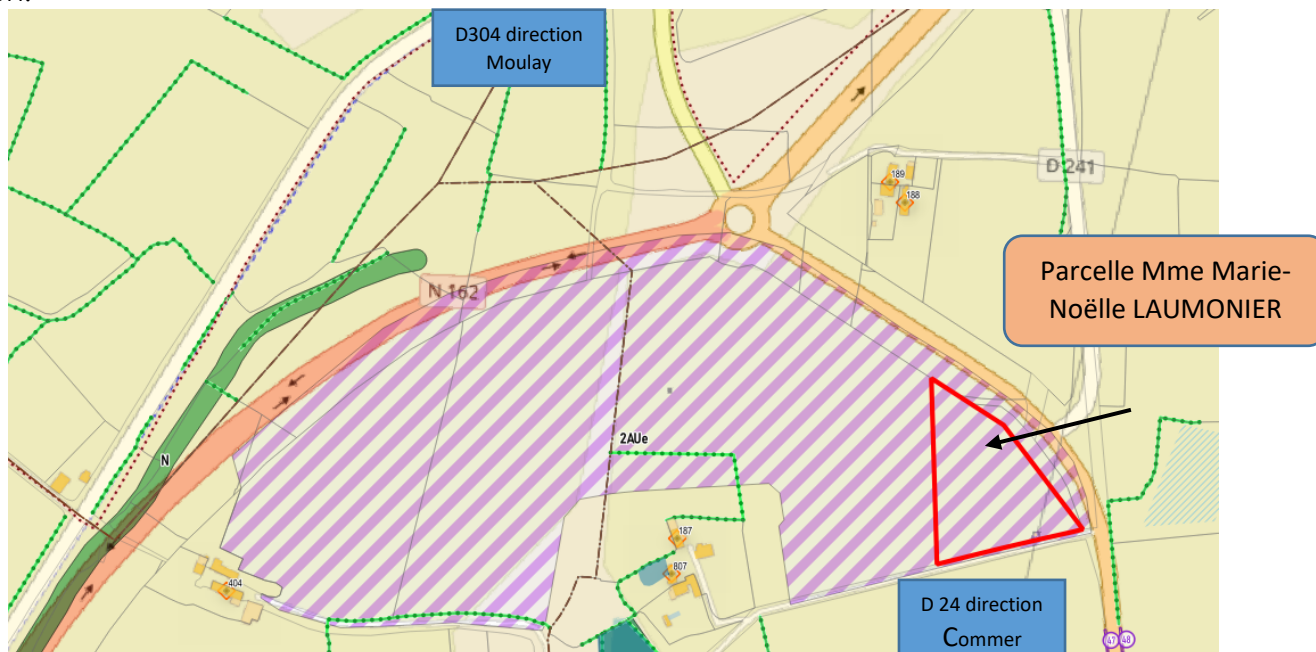 D304 direction
Moulay
189
188
D 241
Parcelle Mme Marie-
Noëlle LAUMONIER
N 162
2AUe
N
187
807
404
D 24 direction
Commer
47 48